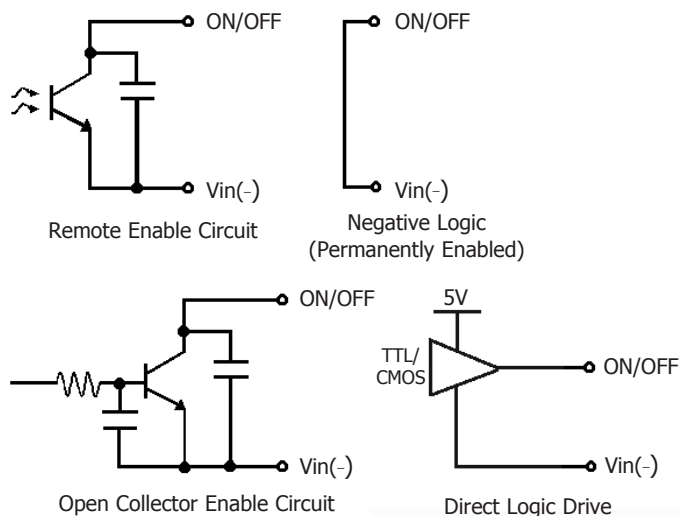 ON/OFF
Vin(-)
Remote Enable Circuit
ON/OFF
Vin(-)
Negative Logic
(Permanently Enabled)
ON/OFF
Vin(-)
Open Collector Enable Circuit
5V
TTL/
CMOS
ON/OFF
Vin(-)
Direct Logic Drive